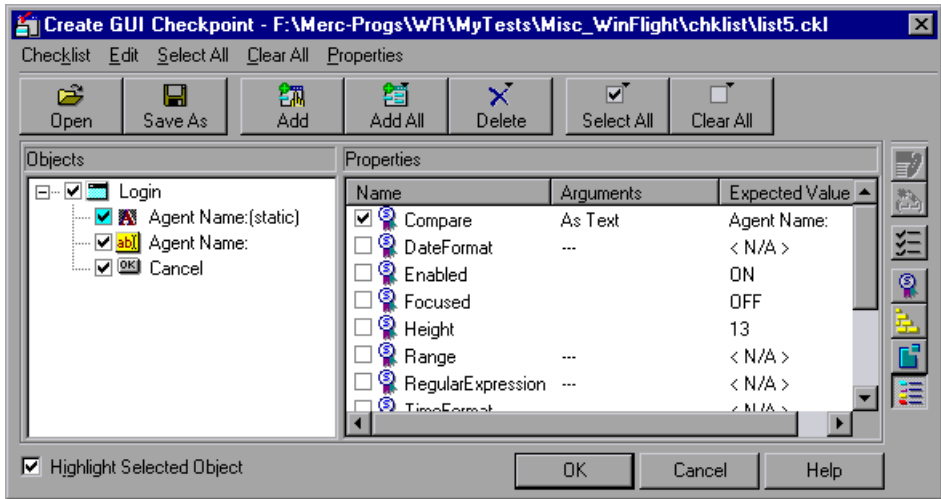 Create GUI Checkpoint - F:\Merc-Progs\WR\MyTests\Misc_WinFlight\chklist\list5.ckl
Checklist Edit Select All Clear All Properties
Open Save As Add Add All Delete Select All Clear All
Objects Properties
Name Arguments Expected Value
Login
Agent Name:(static)
Agent Name:
Cancel
Compare As Text Agent Name:
DateFormat --- < N/A >
Enabled ON
Focused OFF
Height 13
Range --- < N/A >
RegularExpression --- < N/A >
TimeFormat --- < N/A >
Highlight Selected Object
OK Cancel Help